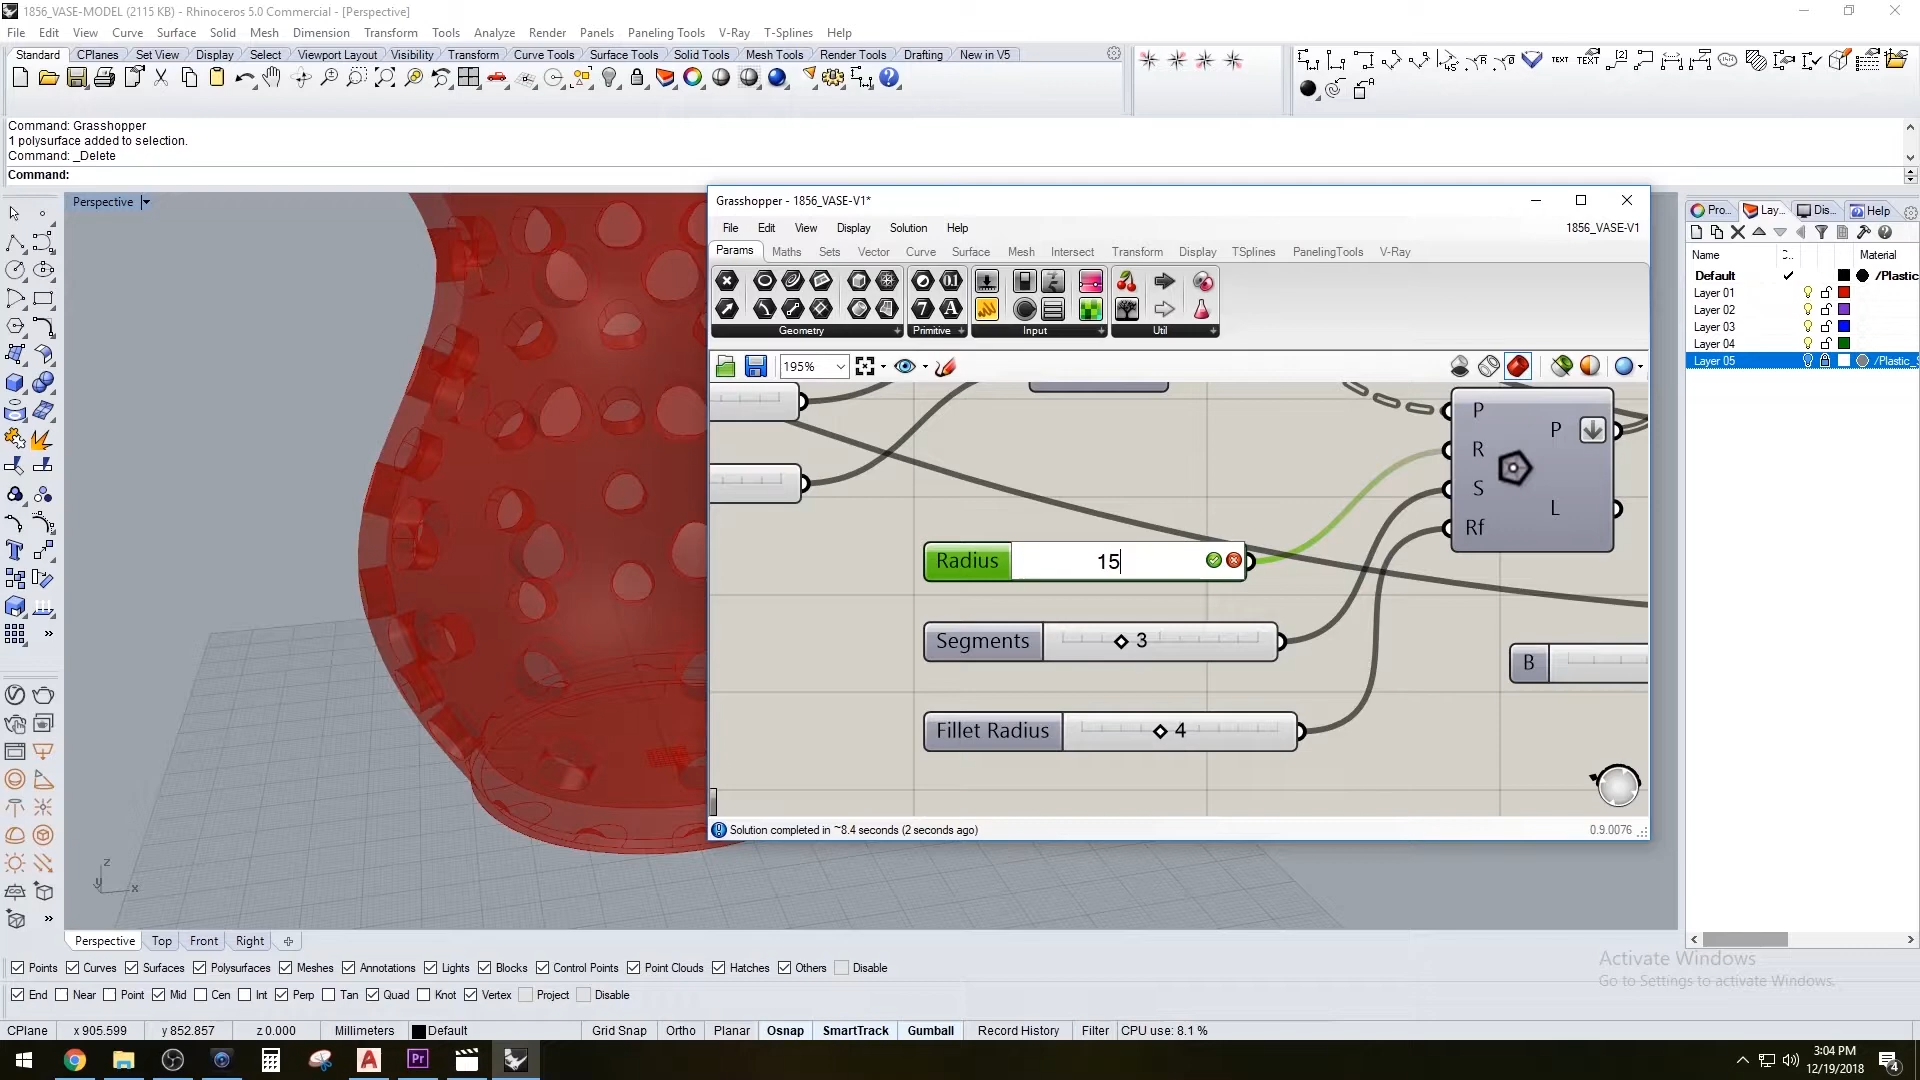 1856_VASE-MODEL (2115 KB) - Rhinoceros 5.0 Commercial - [Perspective]
File Edit View Curve Surface Solid Mesh Dimension Transform Tools Analyze Render Panels Paneling Tools V-Ray T-Splines Help
Standard CPlanes Set View Display Select Viewport Layout Visibility Transform Curve Tools Surface Tools Solid Tools Mesh Tools Render Tools Drafting New in V5
TEXT TEXT
Command: Grasshopper
1 polysurface added to selection.
Command: _Delete
Command:
Perspective
Grasshopper - 1856_VASE-V1*
File Edit View Display Solution Help 1856_VASE-V1
Params Maths Sets Vector Curve Surface Mesh Intersect Transform Display TSplines PanelingTools V-Ray
Geometry Primitive Input Util
195%
P
R
S
Rf
P
L
Radius 15
Segments 3
Fillet Radius 4
B
Solution completed in ~8.4 seconds (2 seconds ago) 0.9.0076
Pro... Lay... Dis... Help
Name Material
Default /Plastic
Layer 01
Layer 02
Layer 03
Layer 04
Layer 05 /Plastic_
z
y
x
Perspective Top Front Right
Points Curves Surfaces Polysurfaces Meshes Annotations Lights Blocks Control Points Point Clouds Hatches Others Disable
End Near Point Mid Cen Int Perp Tan Quad Knot Vertex Project Disable
Activate Windows
Go to Settings to activate Windows.
CPlane x 905.599 y 852.857 z 0.000 Millimeters Default Grid Snap Ortho Planar Osnap SmartTrack Gumball Record History Filter CPU use: 8.1 %
3:04 PM
12/19/2018
4